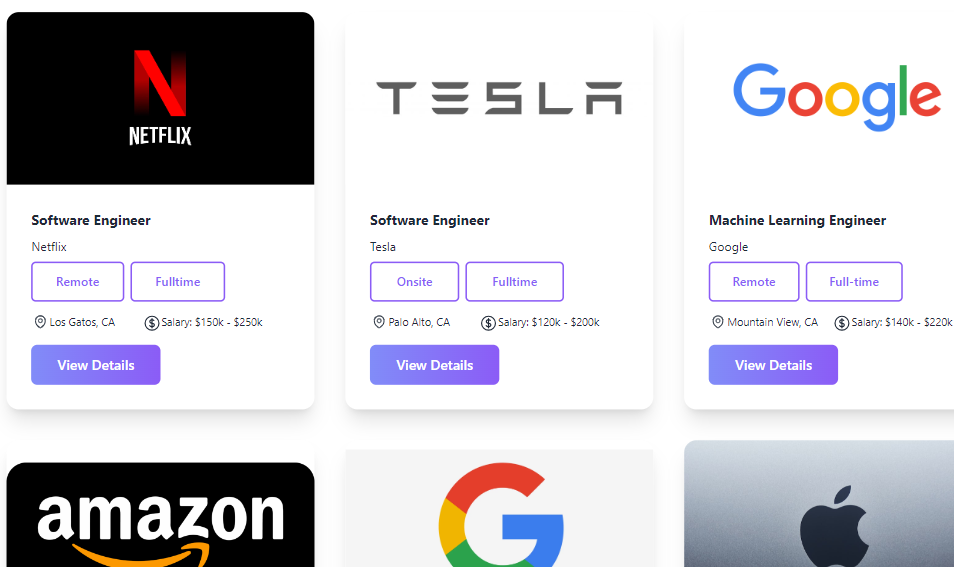 NETFLIX
TESLA
Google
Software Engineer
Netflix
Remote
Fulltime
Los Gatos, CA
Salary: $150k - $250k
View Details
Software Engineer
Tesla
Onsite
Fulltime
Palo Alto, CA
Salary: $120k - $200k
View Details
Machine Learning Engineer
Google
Remote
Full-time
Mountain View, CA
Salary: $140k - $220k
View Details
amazon